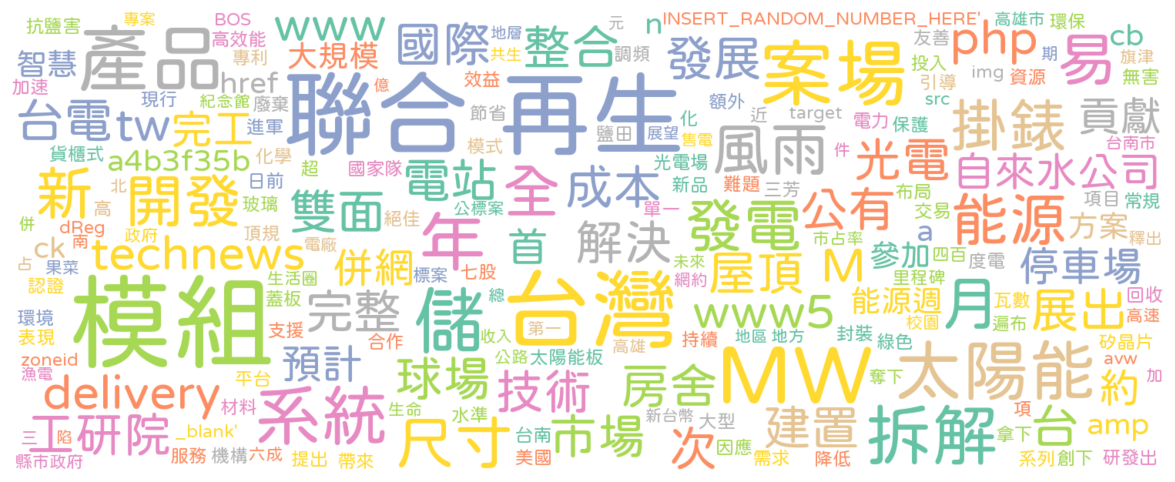 抗鹽害 專案 BOS 高雄市 環保
www 國際 地層 元 n INSERT_RANDOM_NUMBER_HERE'
高效能 專利 大規模 共生 整合 調頻 發展 友善 php 期 易 cb
智慧 產品 href 效益 案場 投入 旗津
加速 聯合再生 億 引導 img 資源 無害
現行 紀念館 廢棄 節省 額外 近 target src
台電 tw 完工 進軍 鹽田 展望 化 售電 風雨 電力 保護 掛錶 貢獻
貨櫃式 a4b3f35b 化學 模式 光電場 件 光電 台南市
超 國家隊 電站 全 成本 新品 難題 三芳 自來水公司
新 開發 北 日前 玻璃 雙面 公標案 絕佳 單一 發電 公有 布局 交易 能源 項目 常規
併 高 dReg 南 頂規 年 首 解決 市占率 a 四百 方案 釋出
ck 政府 電廠 標案 未來 參加 里程碑 度電
占 果菜 technews 併網 七股 綱約 屋頂 M 停車場
認證 生活圈 蓋板 總 台灣 www5 能源週 月 瓦數 展出 回收
環境 模組 完整 儲 第一 校園 遍布 高速
表現 支援 合作 收入 持續 地區 地方 封裝 綠色 矽晶片
zoneid 預計 公路 太陽能板 高雄 奪下 太陽能 avw 加
漁電 delivery 平台 球場 技術 房舍 MW 約
材料 系統 生命 水準 新台幣 大型 建置 拆解 項 台 amp
三 工研院 陷 _blank' 尺寸 台南 市場 次 因應 拿下
縣市政府 服務 機構 六成 提出 帶來 美國 需求 降低 系列 創下 研發出